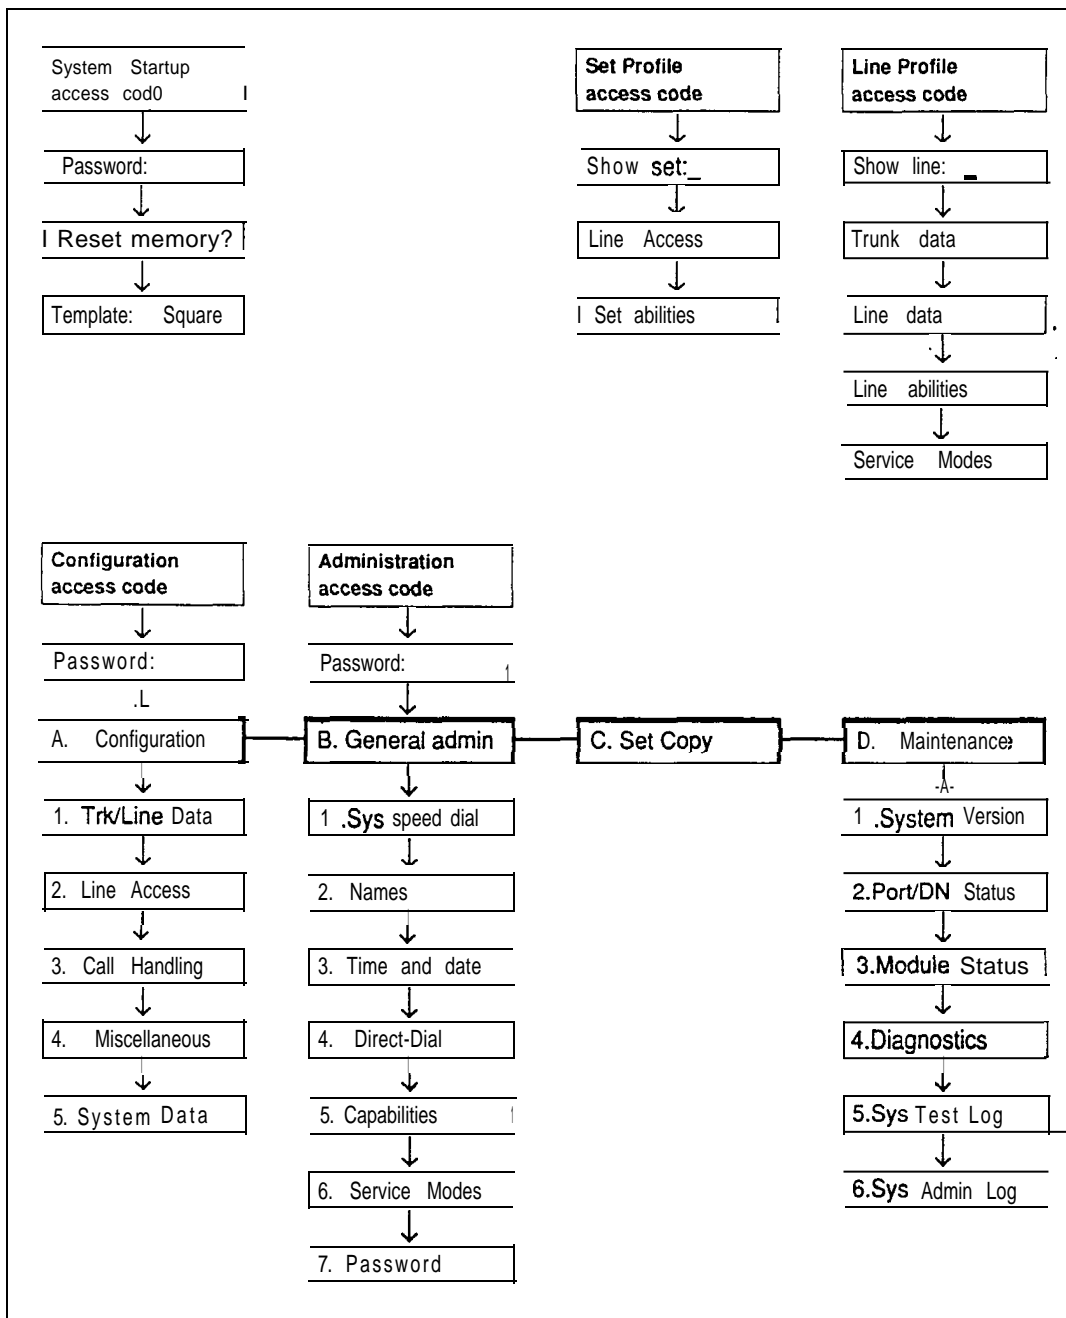 System Startup
access cod0
Password:
Reset memory?
Template: Square
Set Profile
access code
Show set:_
Line Access
Set abilities
Line Profile
access code
Show line: _
Trunk data
Line data
Line abilities
Service Modes
Configuration
access code
Password:
.L
A. Configuration
1. Trk/Line Data
2. Line Access
3. Call Handling
4. Miscellaneous
5. System Data
Administration
access code
Password:
B. General admin
1 .Sys speed dial
2. Names
3. Time and date
4. Direct-Dial
5. Capabilities
6. Service Modes
7. Password
C. Set Copy
D. Maintenance
-A-
1 .System Version
2.Port/DN Status
3.Module Status
4.Diagnostics
5.Sys Test Log
6.Sys Admin Log